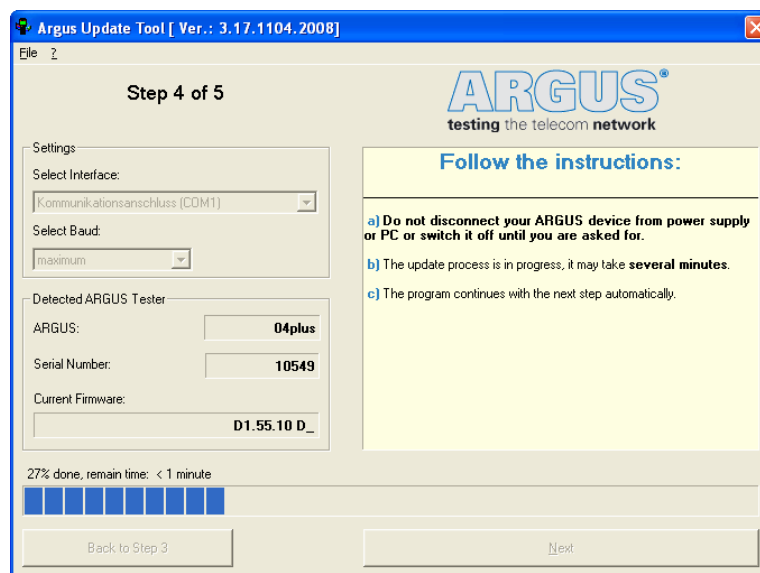 Argus Update Tool [ Ver.: 3.17.1104.2008]
File ?
Step 4 of 5
ARGUS®
testing the telecom network
Settings
Select Interface:
Kommunikationsanschluss (COM1)
Select Baud:
maximum
Detected ARGUS Tester
ARGUS:
04plus
Serial Number:
10549
Current Firmware:
D1.55.10 D_
Follow the instructions:
a) Do not disconnect your ARGUS device from power supply
or PC or switch it off until you are asked for.
b) The update process is in progress, it may take several minutes.
c) The program continues with the next step automatically.
27% done, remain time: < 1 minute
Back to Step 3
Next